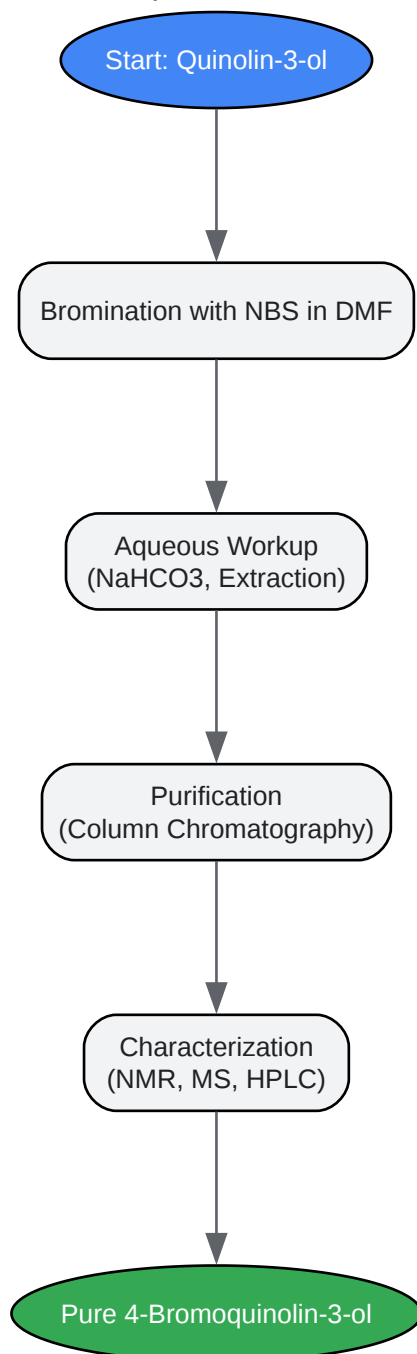 Start: Quinolin-3-ol
Bromination with NBS in DMF
Aqueous Workup
(NaHCO3, Extraction)
Purification
(Column Chromatography)
Characterization
(NMR, MS, HPLC)
Pure 4-Bromoquinolin-3-ol